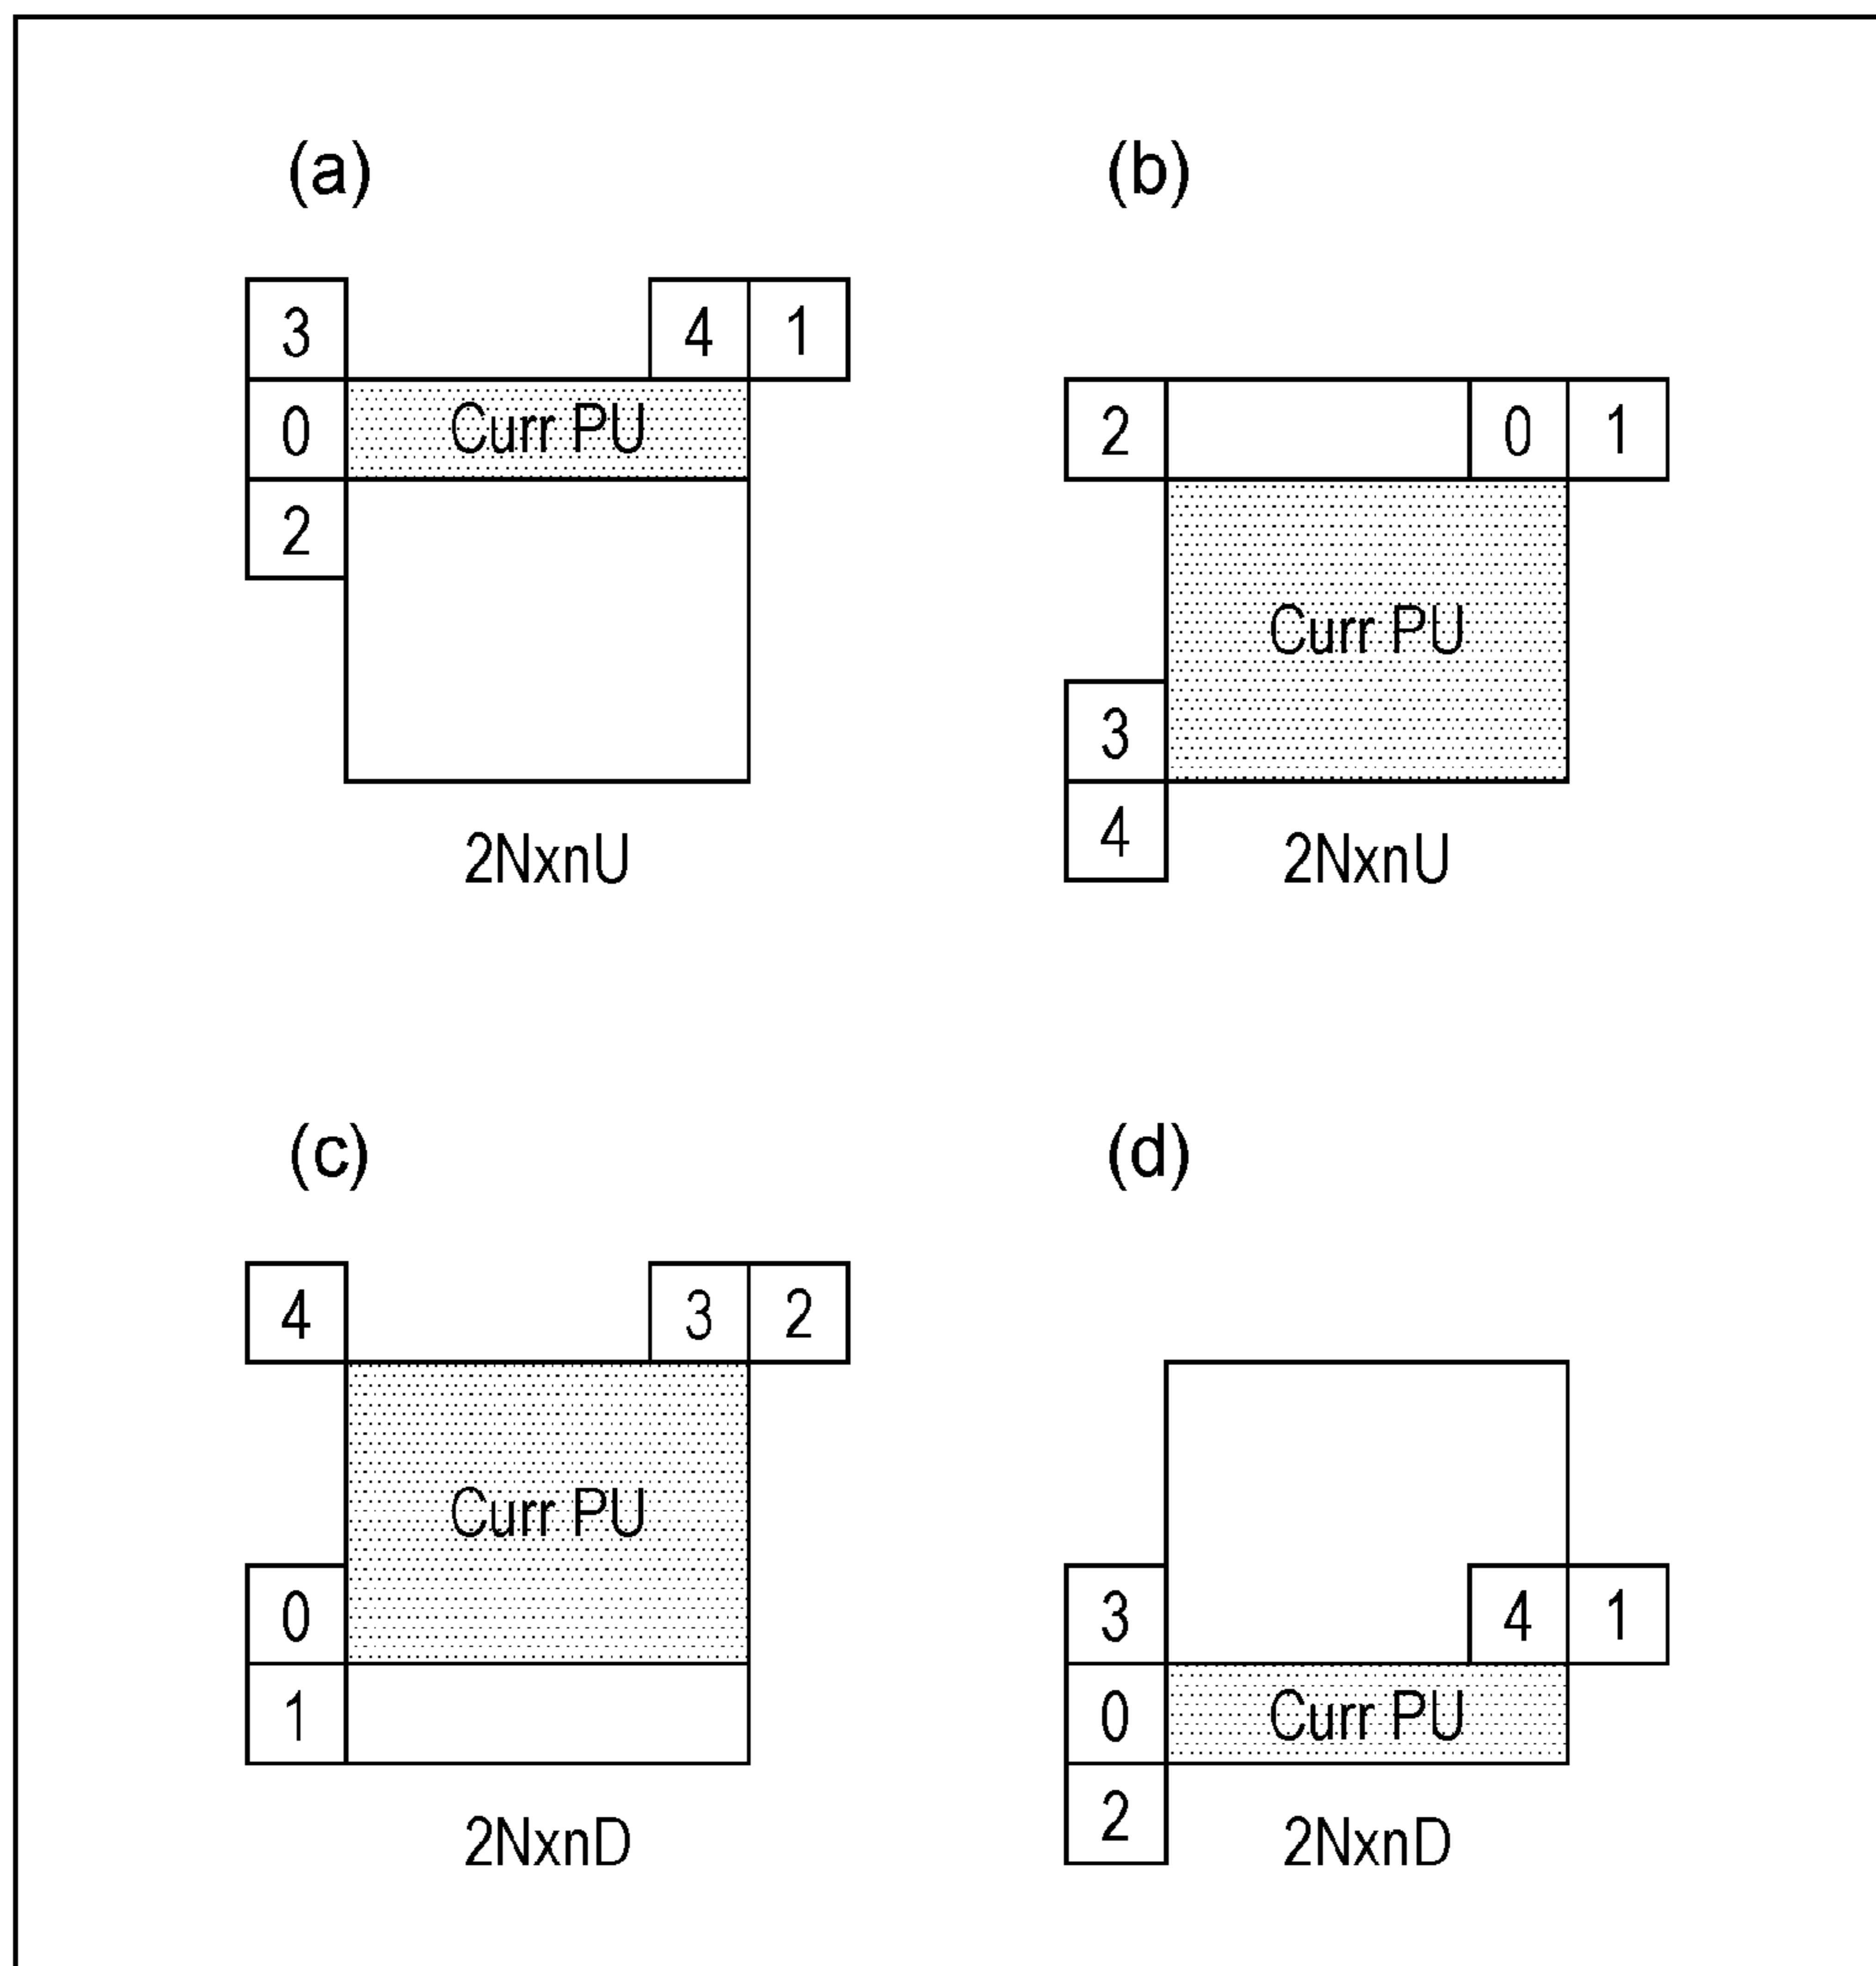 (a) (b)
3 4 1
0 Curr PU 2 0 1
2
Curr PU
3
4
2NxnU 2NxnU
(c) (d)
4 3 2
Curr PU
0 3 4 1
1 0 Curr PU
2
2NxnD 2NxnD